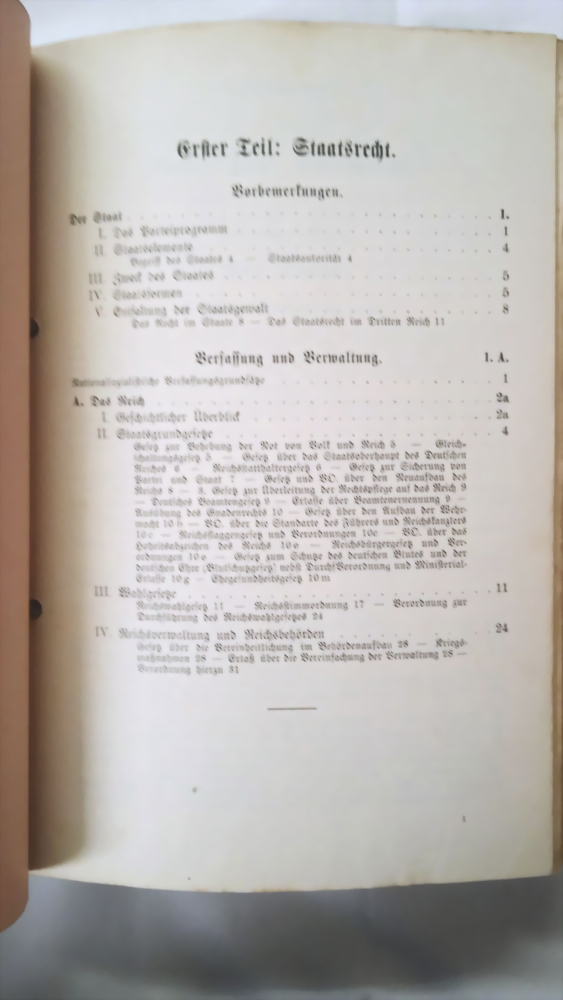 Erster Teil: Staatsrecht.
Vorbemerkungen.
Der Staat . . . . . 1.
I. Das Parteiprogramm . . . . . 1
II. Staatselemente . . . . . 4
Begriff des Staates 4 — Staatsautorität 4
III. Zweck des Staates . . . . . 5
IV. Staatsformen . . . . . 5
V. Entfaltung der Staatsgewalt . . . . . 8
Das Recht im Staate 8 — Das Staatsrecht im Dritten Reich 11
Verfassung und Verwaltung. 1. A.
Nationalsozialistische Verfassungsgrundsätze . . . . . 1
A. Das Reich . . . . . 2a
I. Geschichtlicher Überblick . . . . . 2a
II. Staatsgrundgesetze . . . . . 4
Gesetz zur Behebung der Not von Volk und Reich 5 — Gleich-
schaltungsgesetz 5 — Gesetz über das Staatsoberhaupt des Deutschen
Reiches 6 — Reichsstatthaltergesetz 6 — Gesetz zur Sicherung von
Partei und Staat 7 — Gesetz und VO. über den Neuaufbau des
Reichs 8 — 3. Gesetz zur Überleitung der Rechtspflege auf das Reich 9
— Deutsches Beamtengesetz 9 — Erlasse über Beamtenernennung 9 —
Ausübung des Gnadenrechts 10 — Gesetz über den Aufbau der Wehr-
macht 10 b — VO. über die Standarte des Führers und Reichskanzlers
10 c — Reichsflaggengesetz und Verordnungen 10c — VO. über das
Hoheitsabzeichen des Reichs 10 e — Reichsbürgergesetz und Ver-
ordnungen 10 e — Gesetz zum Schutze des deutschen Blutes und der
deutschen Ehre (Blutschutzgesetz) nebst DurchfVerordnung und Ministerial-
Erlasse 10 g — Ehegesundheitsgesetz 10 m
III. Wahlgesetze . . . . . 11
Reichswahlgesetz 11 — Reichsstimmordnung 17 — Verordnung zur
Durchführung des Reichswahlgesetzes 24
IV. Reichsverwaltung und Reichsbehörden . . . . . 24
Gesetz über die Vereinheitlichung im Behördenaufbau 28 — Kriegs-
maßnahmen 28 — Erlaß über die Vereinfachung der Verwaltung 28 —
Verordnung hierzu 31
1